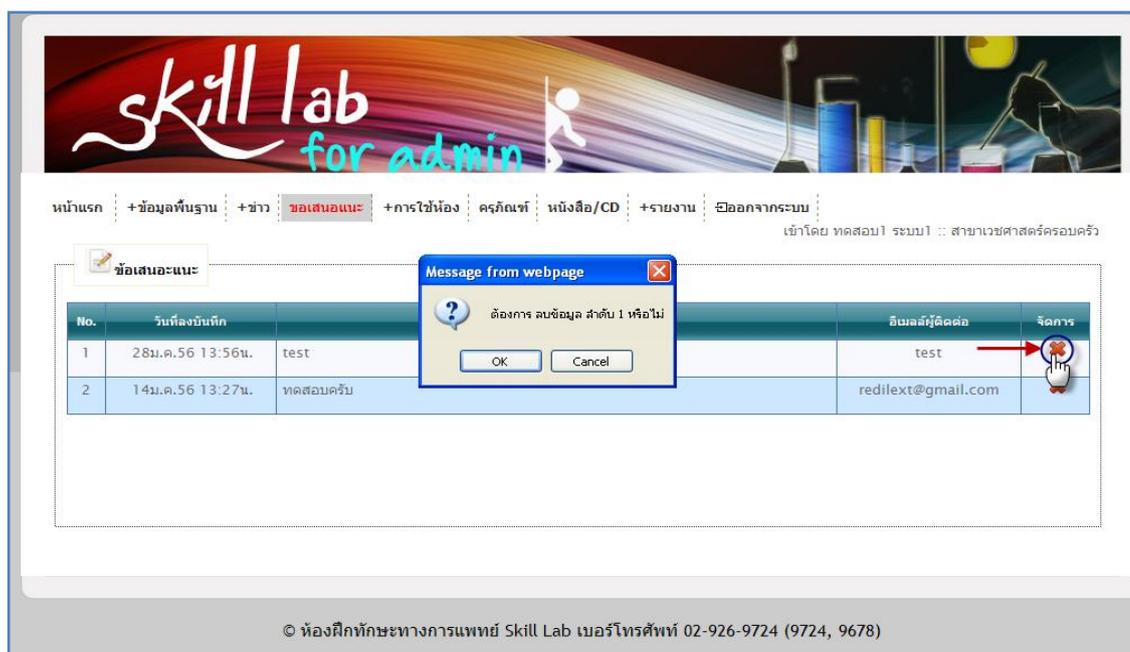 skill lab
for admin
หน้าแรก +ข้อมูลพื้นฐาน +ข่าว ขอเสนอแนะ +การใช้ห้อง ครุภัณฑ์ หนังสือ/CD +รายงาน ออกจากระบบ
เข้าโดย ทดสอบ1 ระบบ1 :: สาขาเวชศาสตร์ครอบครัว
ข้อเสนอะแนะ
Message from webpage
ต้องการ ลบข้อมูล ลำดับ 1 หรือไม่
OK Cancel
No. วันที่ลงบันทึก อีเมลล์ผู้ติดต่อ จัดการ
1 28ม.ค.56 13:56น. test test
2 14ม.ค.56 13:27น. ทดสอบครับ redilext@gmail.com
© ห้องฝึกทักษะทางการแพทย์ Skill Lab เบอร์โทรศัพท์ 02-926-9724 (9724, 9678)